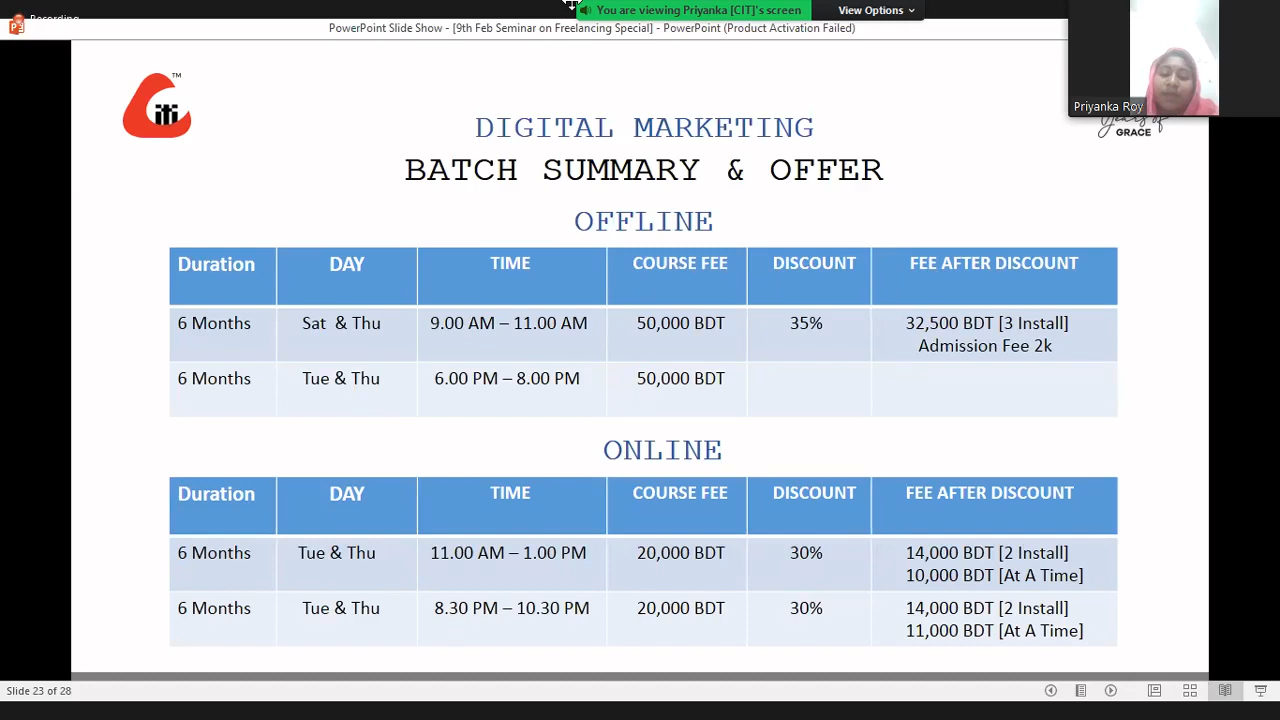 Recording
You are viewing Priyanka [CIT]'s screen
View Options
PowerPoint Slide Show - [9th Feb Seminar on Freelancing Special] - PowerPoint (Product Activation Failed)
Priyanka Roy
TM
iti
Years of
GRACE
DIGITAL MARKETING
BATCH SUMMARY & OFFER
OFFLINE
Duration DAY TIME COURSE FEE DISCOUNT FEE AFTER DISCOUNT
6 Months Sat & Thu 9.00 AM – 11.00 AM 50,000 BDT 35% 32,500 BDT [3 Install]
Admission Fee 2k
6 Months Tue & Thu 6.00 PM – 8.00 PM 50,000 BDT
ONLINE
Duration DAY TIME COURSE FEE DISCOUNT FEE AFTER DISCOUNT
6 Months Tue & Thu 11.00 AM – 1.00 PM 20,000 BDT 30% 14,000 BDT [2 Install]
10,000 BDT [At A Time]
6 Months Tue & Thu 8.30 PM – 10.30 PM 20,000 BDT 30% 14,000 BDT [2 Install]
11,000 BDT [At A Time]
Slide 23 of 28